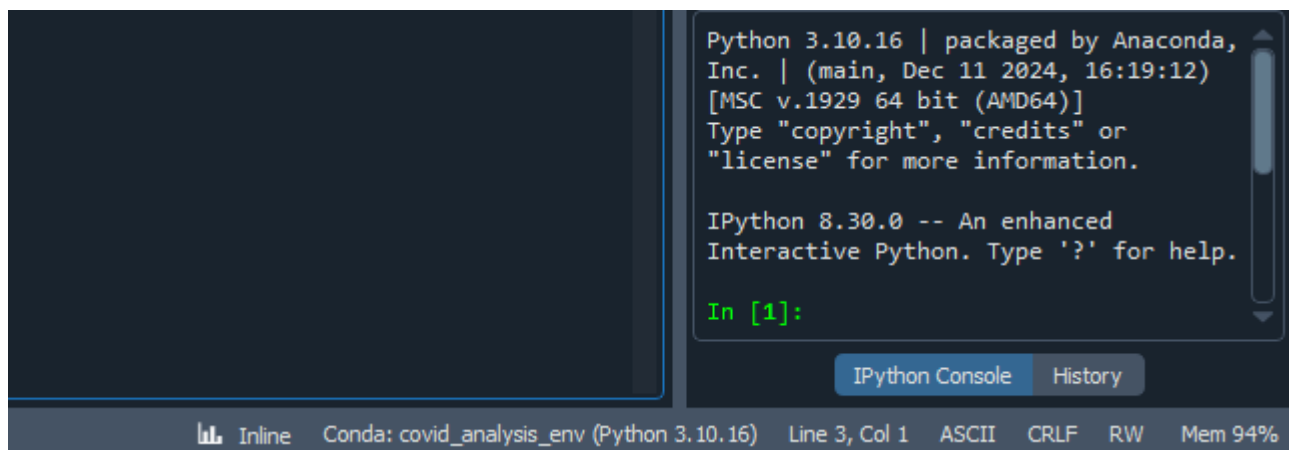 Python 3.10.16 | packaged by Anaconda,
Inc. | (main, Dec 11 2024, 16:19:12)
[MSC v.1929 64 bit (AMD64)]
Type "copyright", "credits" or
"license" for more information.
IPython 8.30.0 -- An enhanced
Interactive Python. Type '?' for help.
In [1]:
IPython Console History
Inline Conda: covid_analysis_env (Python 3.10.16) Line 3, Col 1 ASCII CRLF RW Mem 94%